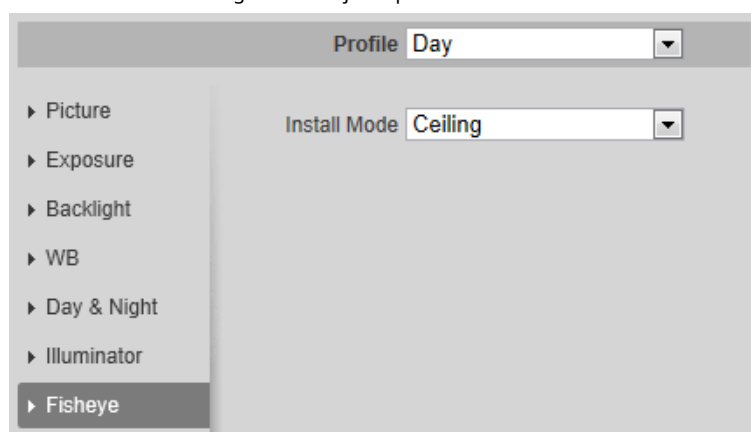 Profile Day
Picture
Install Mode Ceiling
Exposure
Backlight
WB
Day & Night
Illuminator
Fisheye